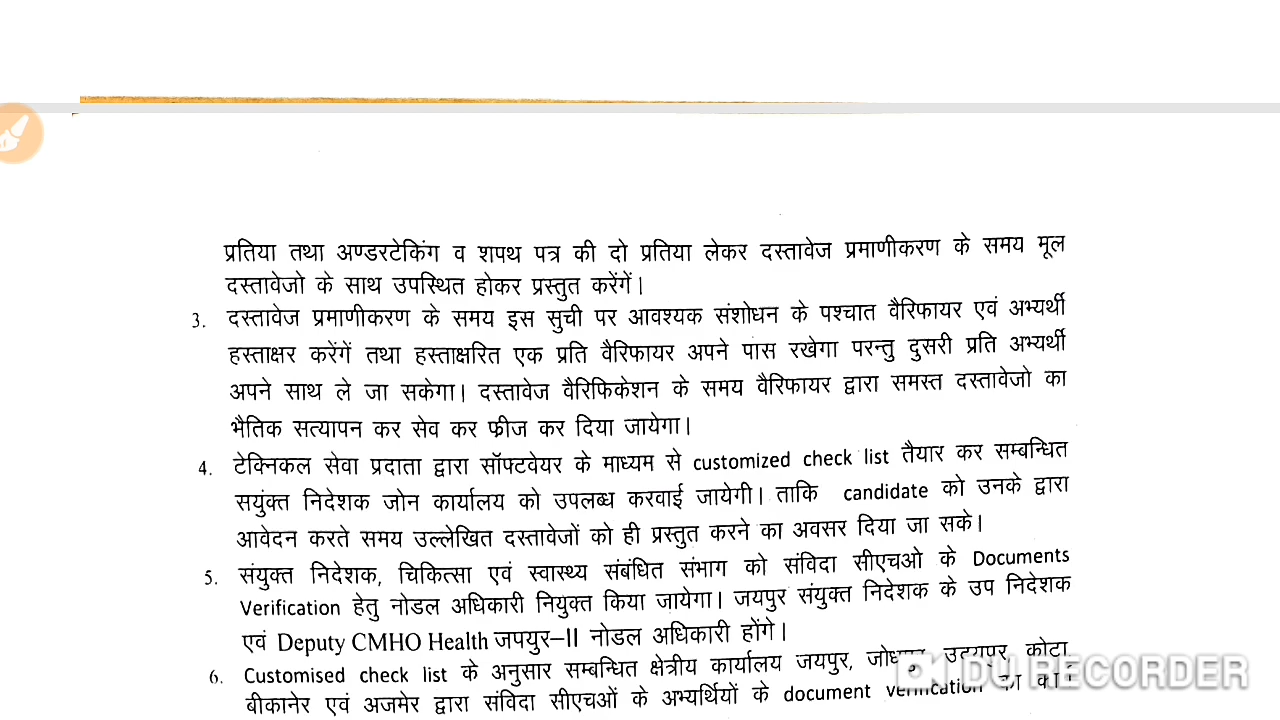 प्रतिया तथा अण्डरटेकिंग व शपथ पत्र की दो प्रतिया लेकर दस्तावेज प्रमाणीकरण के समय मूल
दस्तावेजो के साथ उपस्थित होकर प्रस्तुत करेंगें।
3. दस्तावेज प्रमाणीकरण के समय इस सुची पर आवश्यक संशोधन के पश्चात वैरिफायर एवं अभ्यर्थी
हस्ताक्षर करेंगें तथा हस्ताक्षरित एक प्रति वैरिफायर अपने पास रखेगा परन्तु दुसरी प्रति अभ्यर्थी
अपने साथ ले जा सकेगा। दस्तावेज वैरिफिकेशन के समय वैरिफायर द्वारा समस्त दस्तावेजो का
भैतिक सत्यापन कर सेव कर फ्रीज कर दिया जायेगा।
4. टेक्निकल सेवा प्रदाता द्वारा सॉफ्टवेयर के माध्यम से customized check list तैयार कर सम्बन्धित
सयुंक्त निदेशक जोन कार्यालय को उपलब्ध करवाई जायेगी। ताकि candidate को उनके द्वारा
आवेदन करते समय उल्लेखित दस्तावेजों को ही प्रस्तुत करने का अवसर दिया जा सके।
5. संयुक्त निदेशक, चिकित्सा एवं स्वास्थ्य संबंधित संभाग को संविदा सीएचओ के Documents
Verification हेतु नोडल अधिकारी नियुक्त किया जायेगा। जयपुर संयुक्त निदेशक के उप निदेशक
एवं Deputy CMHO Health जपयुर–II नोडल अधिकारी होंगे।
6. Customised check list के अनुसार सम्बन्धित क्षेत्रीय कार्यालय जयपुर, जोधपुर, उदयपुर, कोटा,
बीकानेर एवं अजमेर द्वारा संविदा सीएचओं के अभ्यर्थियों के document verification का
DU RECORDER